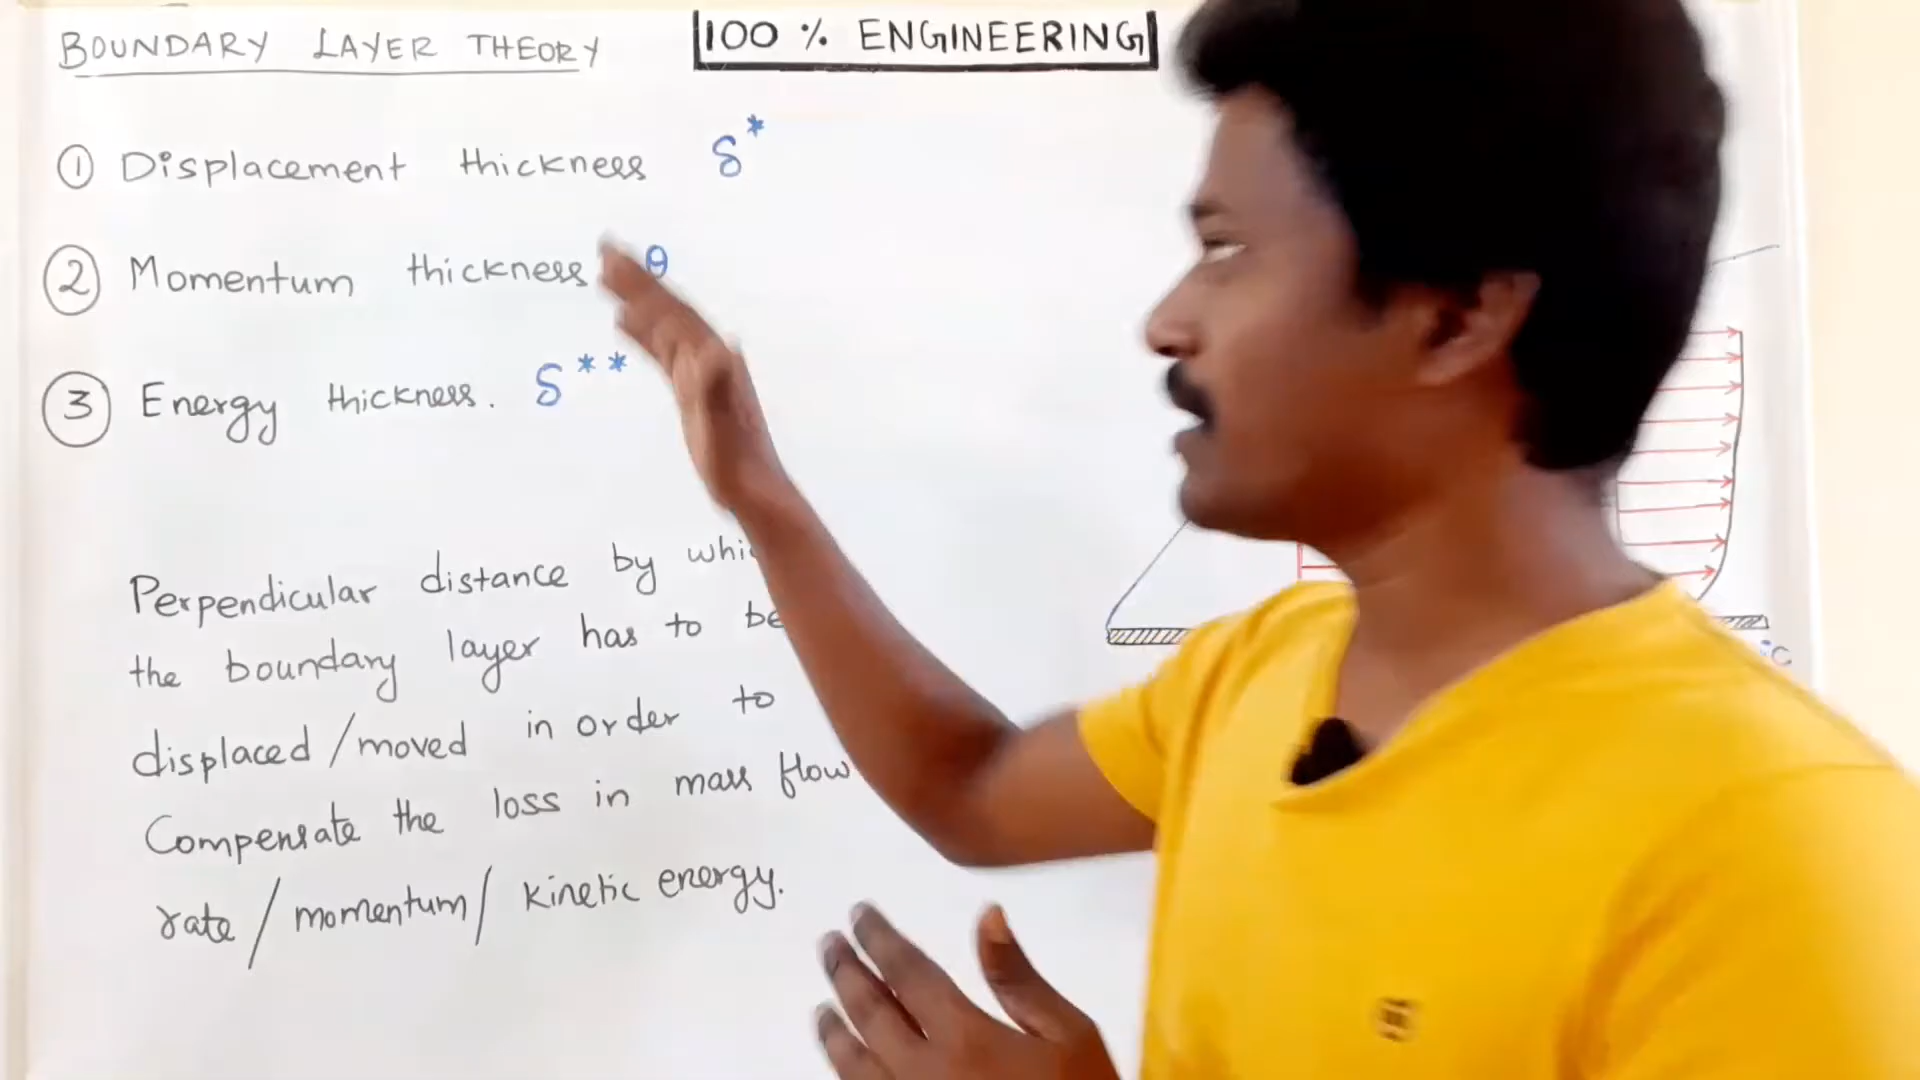 BOUNDARY LAYER THEORY
100 % ENGINEERING
① Displacement thickness δ*
② Momentum thickness θ
③ Energy thickness. δ**
Perpendicular distance by
the boundary layer has to be
displaced/moved in order to
Compensate the loss in mass flow
rate/momentum/kinetic energy.